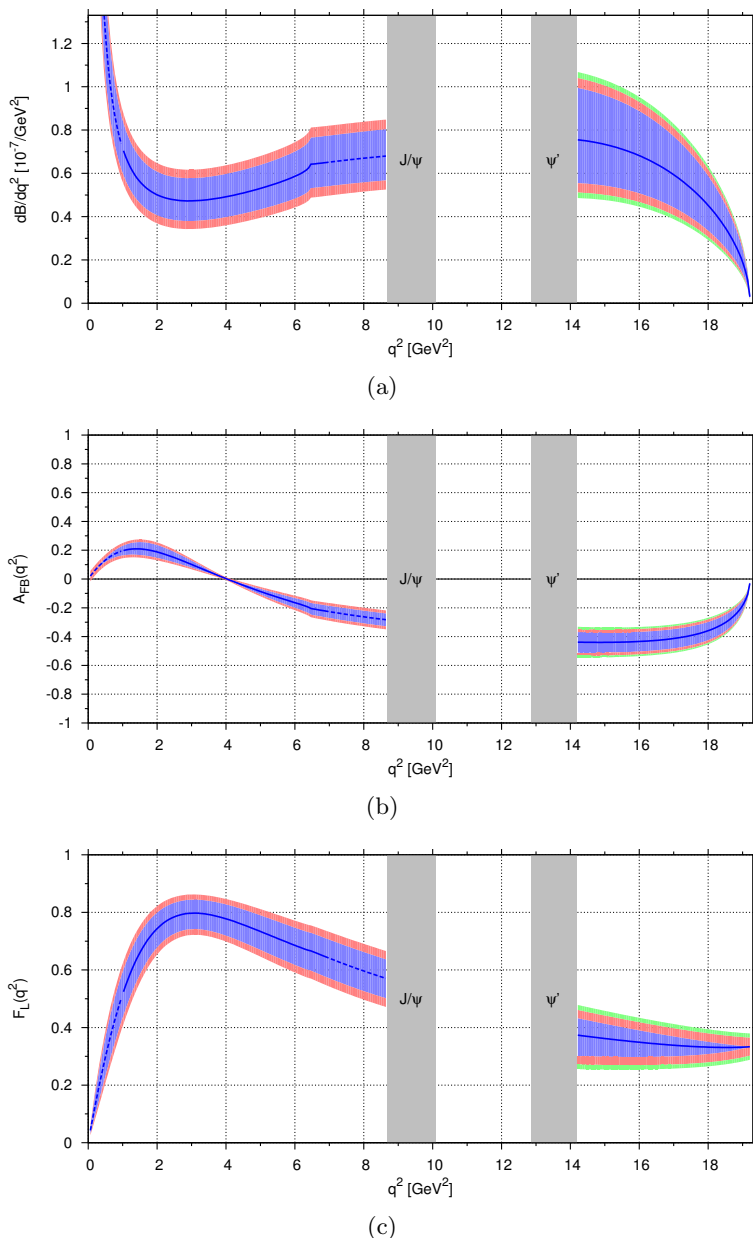 dB/dq² [10⁻⁷/GeV²]
1.2
1
0.8
0.6
0.4
0.2
0
J/ψ
ψ'
0 2 4 6 8 10 12 14 16 18
q² [GeV²]
(a)
A_FB(q²)
1
0.8
0.6
0.4
0.2
0
-0.2
-0.4
-0.6
-0.8
-1
J/ψ
ψ'
0 2 4 6 8 10 12 14 16 18
q² [GeV²]
(b)
F_L(q²)
1
0.8
0.6
0.4
0.2
0
J/ψ
ψ'
0 2 4 6 8 10 12 14 16 18
q² [GeV²]
(c)